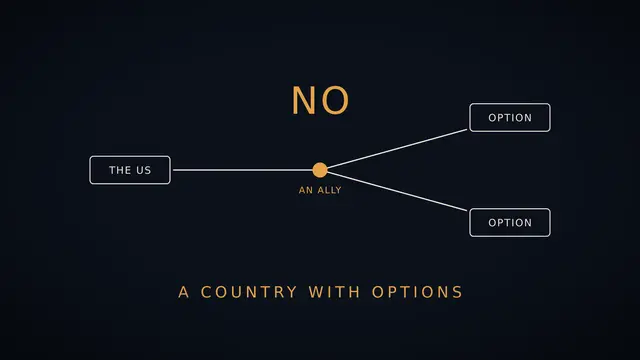 NO
OPTION
THE US
AN ALLY
OPTION
A COUNTRY WITH OPTIONS